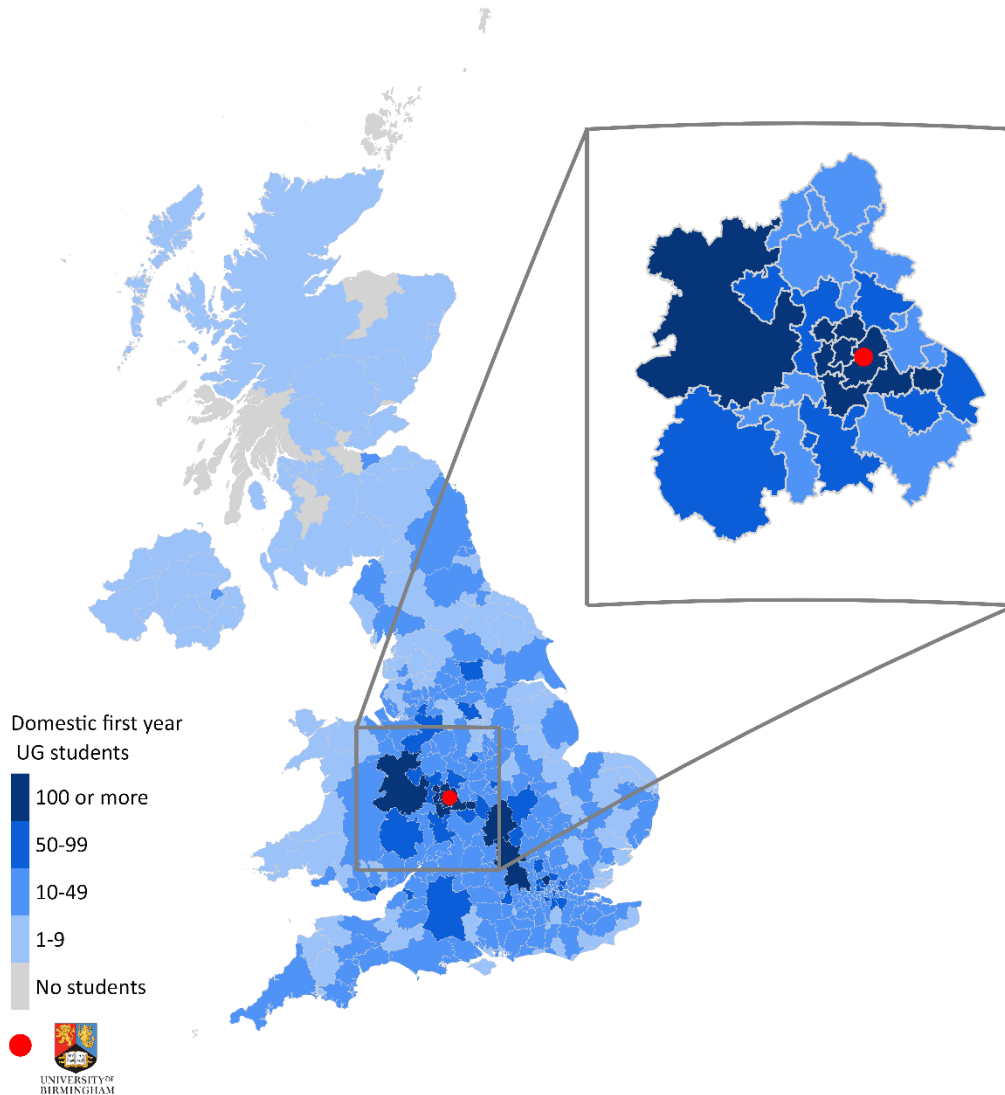 Domestic first year
UG students
100 or more
50-99
10-49
1-9
No students
UNIVERSITY OF
BIRMINGHAM